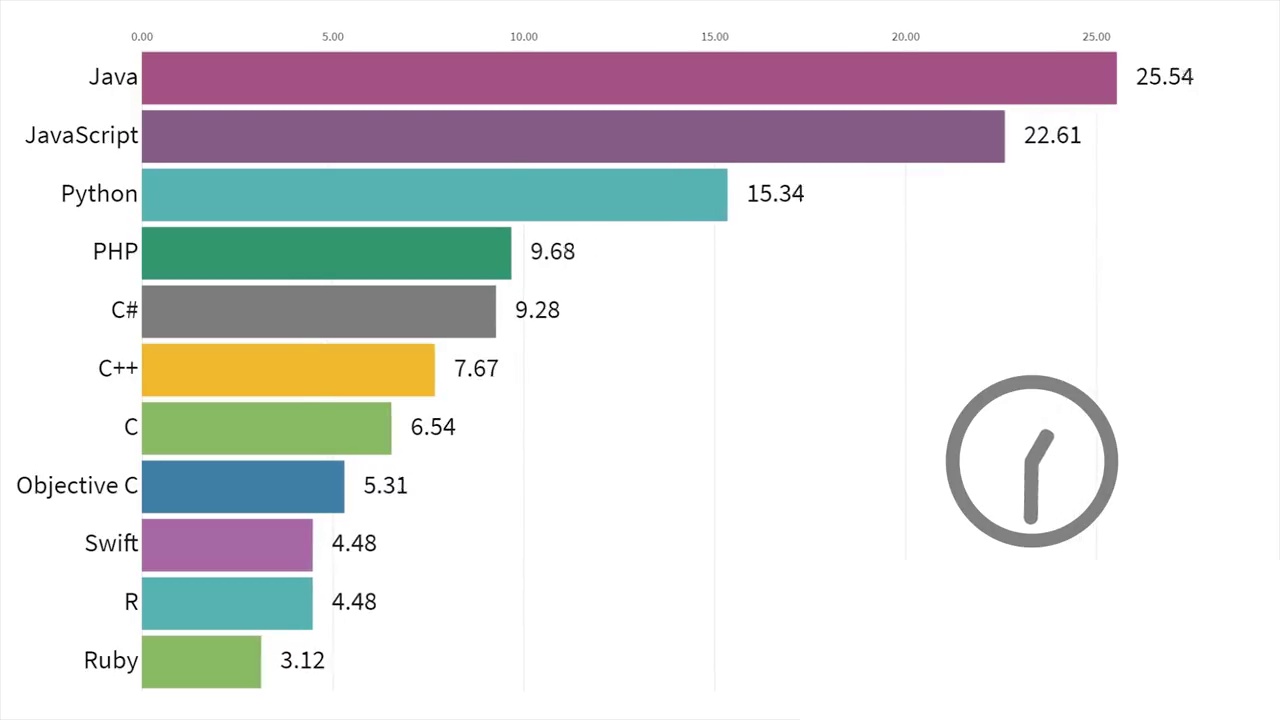 0.00 5.00 10.00 15.00 20.00 25.00
Java 25.54
JavaScript 22.61
Python 15.34
PHP 9.68
C# 9.28
C++ 7.67
C 6.54
Objective C 5.31
Swift 4.48
R 4.48
Ruby 3.12